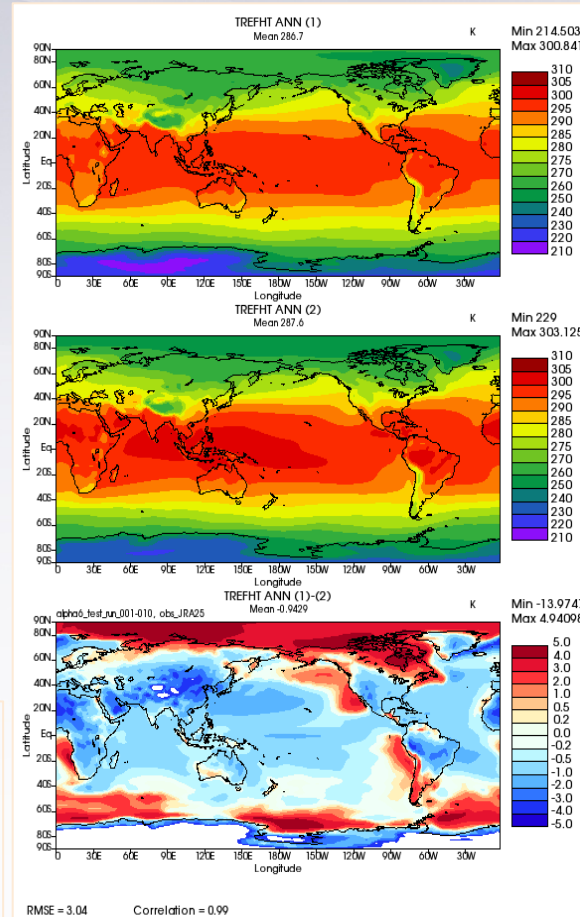 TREFHT ANN (1)
Mean 286.7
K
Min 214.503
Max 300.841
90N
80N
60N
40N
20N
Eq
20S
40S
60S
80S
90S
Latitude
0 30E 60E 90E 120E 150E 180W 150W 120W 90W 60W 30W
Longitude
310
305
300
295
290
285
280
275
270
260
250
240
230
220
210
TREFHT ANN (2)
Mean 287.6
K
Min 229
Max 303.125
90N
80N
60N
40N
20N
Eq
20S
40S
60S
80S
90S
Latitude
0 30E 60E 90E 120E 150E 180W 150W 120W 90W 60W 30W
Longitude
310
305
300
295
290
285
280
275
270
260
250
240
230
220
210
TREFHT ANN (1)-(2)
alpha6_test_run_001-010, obs_JRA25
Mean -0.9429
K
Min -13.974
Max 4.94098
90N
80N
60N
40N
20N
Eq
20S
40S
60S
80S
90S
Latitude
0 30E 60E 90E 120E 150E 180W 150W 120W 90W 60W 30W
Longitude
5.0
4.0
3.0
2.0
1.0
0.5
0.2
0.0
-0.2
-0.5
-1.0
-2.0
-3.0
-4.0
-5.0
RMSE = 3.04 Correlation = 0.99